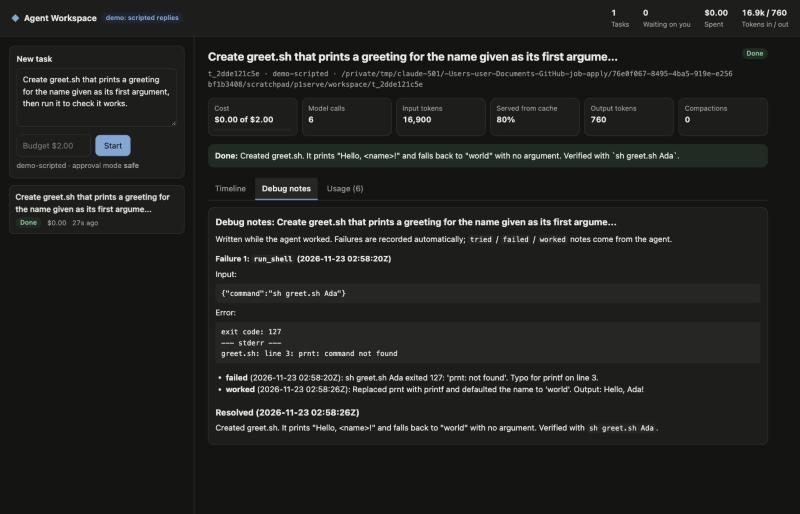 Agent Workspace
demo: scripted replies
1
Tasks
0
Waiting on you
$0.00
Spent
16.9k / 760
Tokens in / out
New task
Create greet.sh that prints a greeting
for the name given as its first argument,
then run it to check it works.
Budget $2.00
Start
demo-scripted · approval mode safe
Create greet.sh that prints a greeting for
the name given as its first argume...
Done
$0.00
27s ago
Create greet.sh that prints a greeting for the name given as its first argume...
Done
t_2dde121c5e · demo-scripted · /private/tmp/claude-501/-Users-user-Documents-GitHub-job-apply/76e0f067-8495-4ba5-919e-e256
bf1b3408/scratchpad/p1serve/workspace/t_2dde121c5e
Cost
$0.00 of $2.00
Model calls
6
Input tokens
16,900
Served from cache
80%
Output tokens
760
Compactions
0
Done: Created greet.sh. It prints "Hello, <name>!" and falls back to "world" with no argument. Verified with `sh greet.sh Ada`.
Timeline
Debug notes
Usage (6)
Debug notes: Create greet.sh that prints a greeting for the name given as its first argume...
Written while the agent worked. Failures are recorded automatically; tried / failed / worked notes come from the agent.
Failure 1: run_shell (2026-11-23 02:58:20Z)
Input:
{"command":"sh greet.sh Ada"}
Error:
exit code: 127
--- stderr ---
greet.sh: line 3: prnt: command not found
• failed (2026-11-23 02:58:20Z): sh greet.sh Ada exited 127: 'prnt: not found'. Typo for printf on line 3.
• worked (2026-11-23 02:58:26Z): Replaced prnt with printf and defaulted the name to 'world'. Output: Hello, Ada!
Resolved (2026-11-23 02:58:26Z)
Created greet.sh. It prints "Hello, <name>!" and falls back to "world" with no argument. Verified with sh greet.sh Ada.